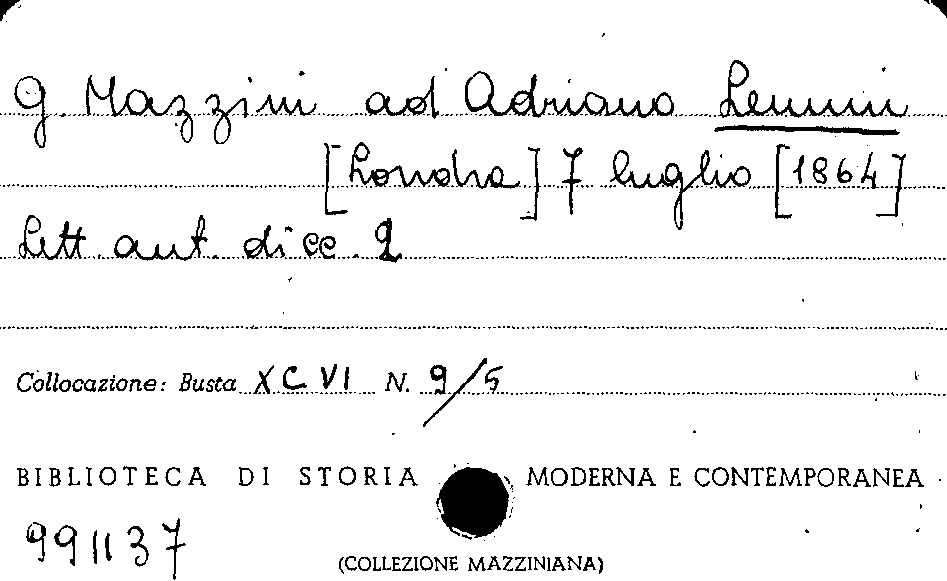 G. Mazzini ad Adriano Lemmi
[Londra] 7 luglio [1864]
Lett. aut. di cc. 2
Collocazione: Busta XCVI N. 9/5
BIBLIOTECA DI STORIA MODERNA E CONTEMPORANEA
991137
(COLLEZIONE MAZZINIANA)